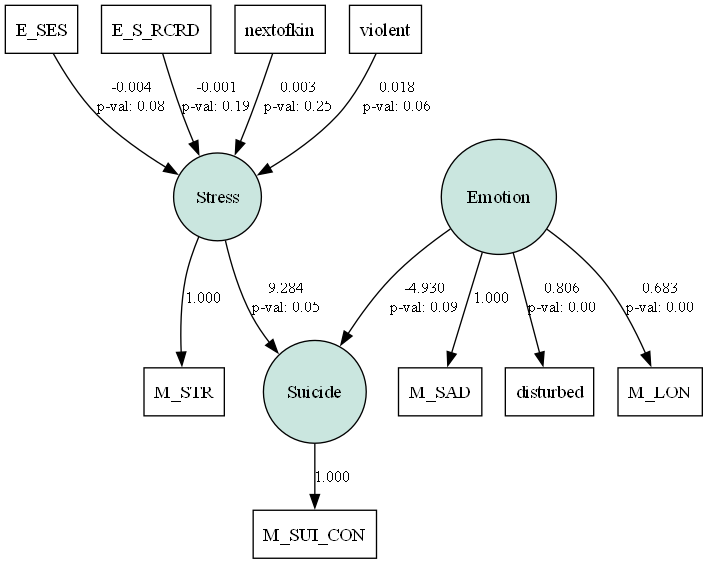 E_SES
E_S_RCRD
nextofkin
violent
-0.004
p-val: 0.08
-0.001
p-val: 0.19
0.003
p-val: 0.25
0.018
p-val: 0.06
Stress
Emotion
1.000
9.284
p-val: 0.05
-4.930
p-val: 0.09
1.000
0.806
p-val: 0.00
0.683
p-val: 0.00
M_STR
Suicide
M_SAD
disturbed
M_LON
1.000
M_SUI_CON